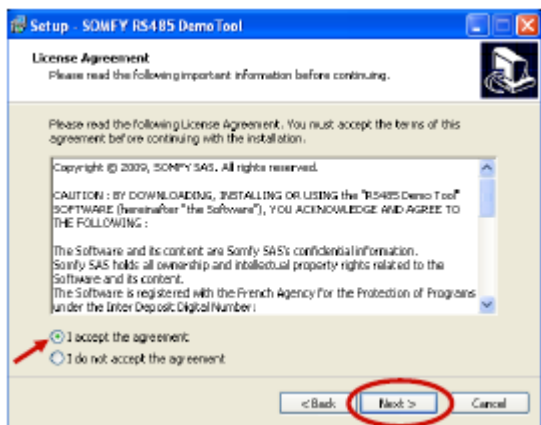 Setup - SOMFY RS485 DemoTool
License Agreement
Please read the following important information before continuing.
Please read the following License Agreement. You must accept the terms of this
agreement before continuing with the installation.
Copyright © 2009, SOMFY SAS. All rights reserved.
CAUTION : BY DOWNLOADING, INSTALLING OR USING the "RS485 Demo Tool"
SOFTWARE (hereinafter "the Software"), YOU ACKNOWLEDGE AND AGREE TO
THE FOLLOWING :
The Software and its content are Somfy SAS's confidential information.
Somfy SAS holds all ownership and intellectual property rights related to the
Software and its content.
The Software is registered with the French Agency for the Protection of Programs
under the Inter Deposit Digital Number:
I accept the agreement
I do not accept the agreement
< Back
Next >
Cancel